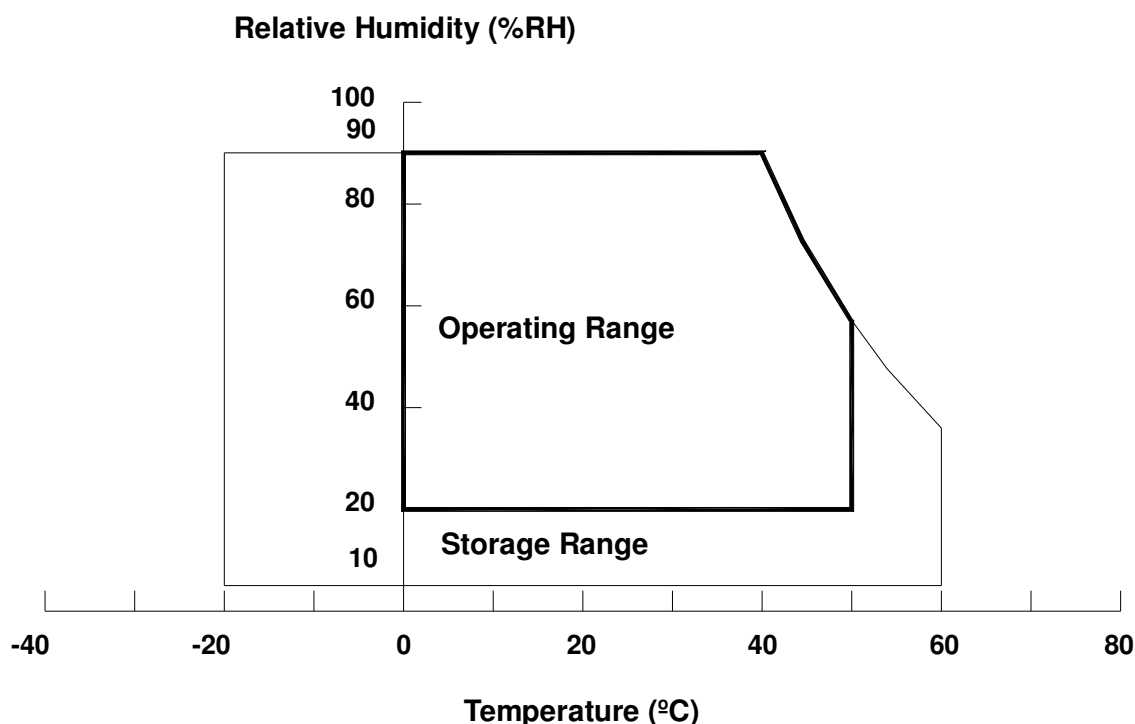 Relative Humidity (%RH)
100
90
80
60
Operating Range
40
20
Storage Range
10
-40 -20 0 20 40 60 80
Temperature (ºC)